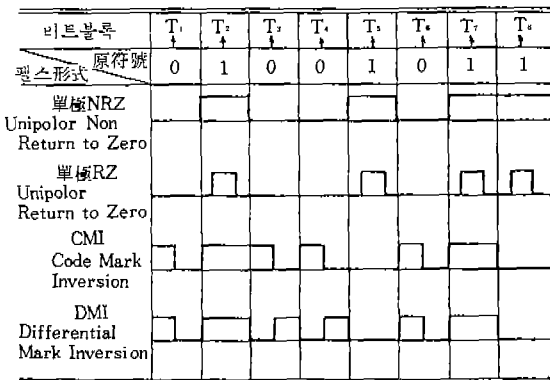 비트블록 T₁ T₂ T₃ T₄ T₅ T₆ T₇ T₈
原符號
펄스形式
0 1 0 0 1 0 1 1
單極NRZ
Unipolor Non
Return to Zero
單極RZ
Unipolor
Return to Zero
CMI
Code Mark
Inversion
DMI
Differential
Mark Inversion